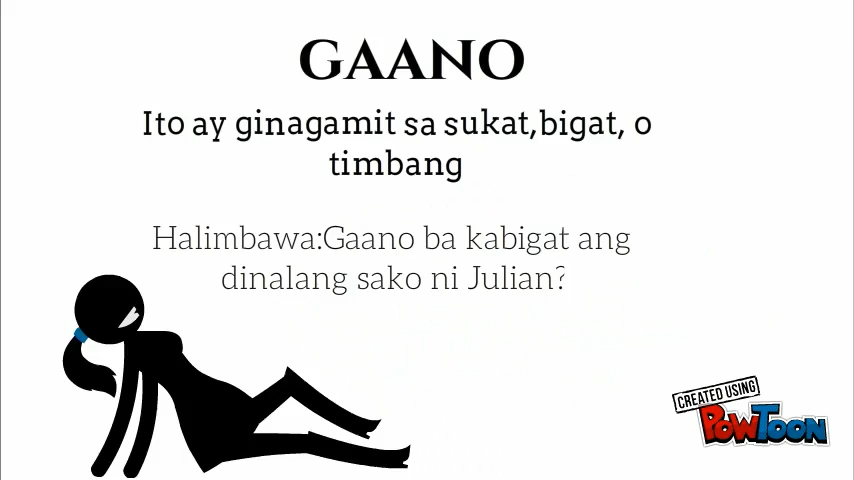 GAANO
Ito ay ginagamit sa sukat,bigat, o
timbang
Halimbawa:Gaano ba kabigat ang
dinalang sako ni Julian?
CREATED USING
POWTOON